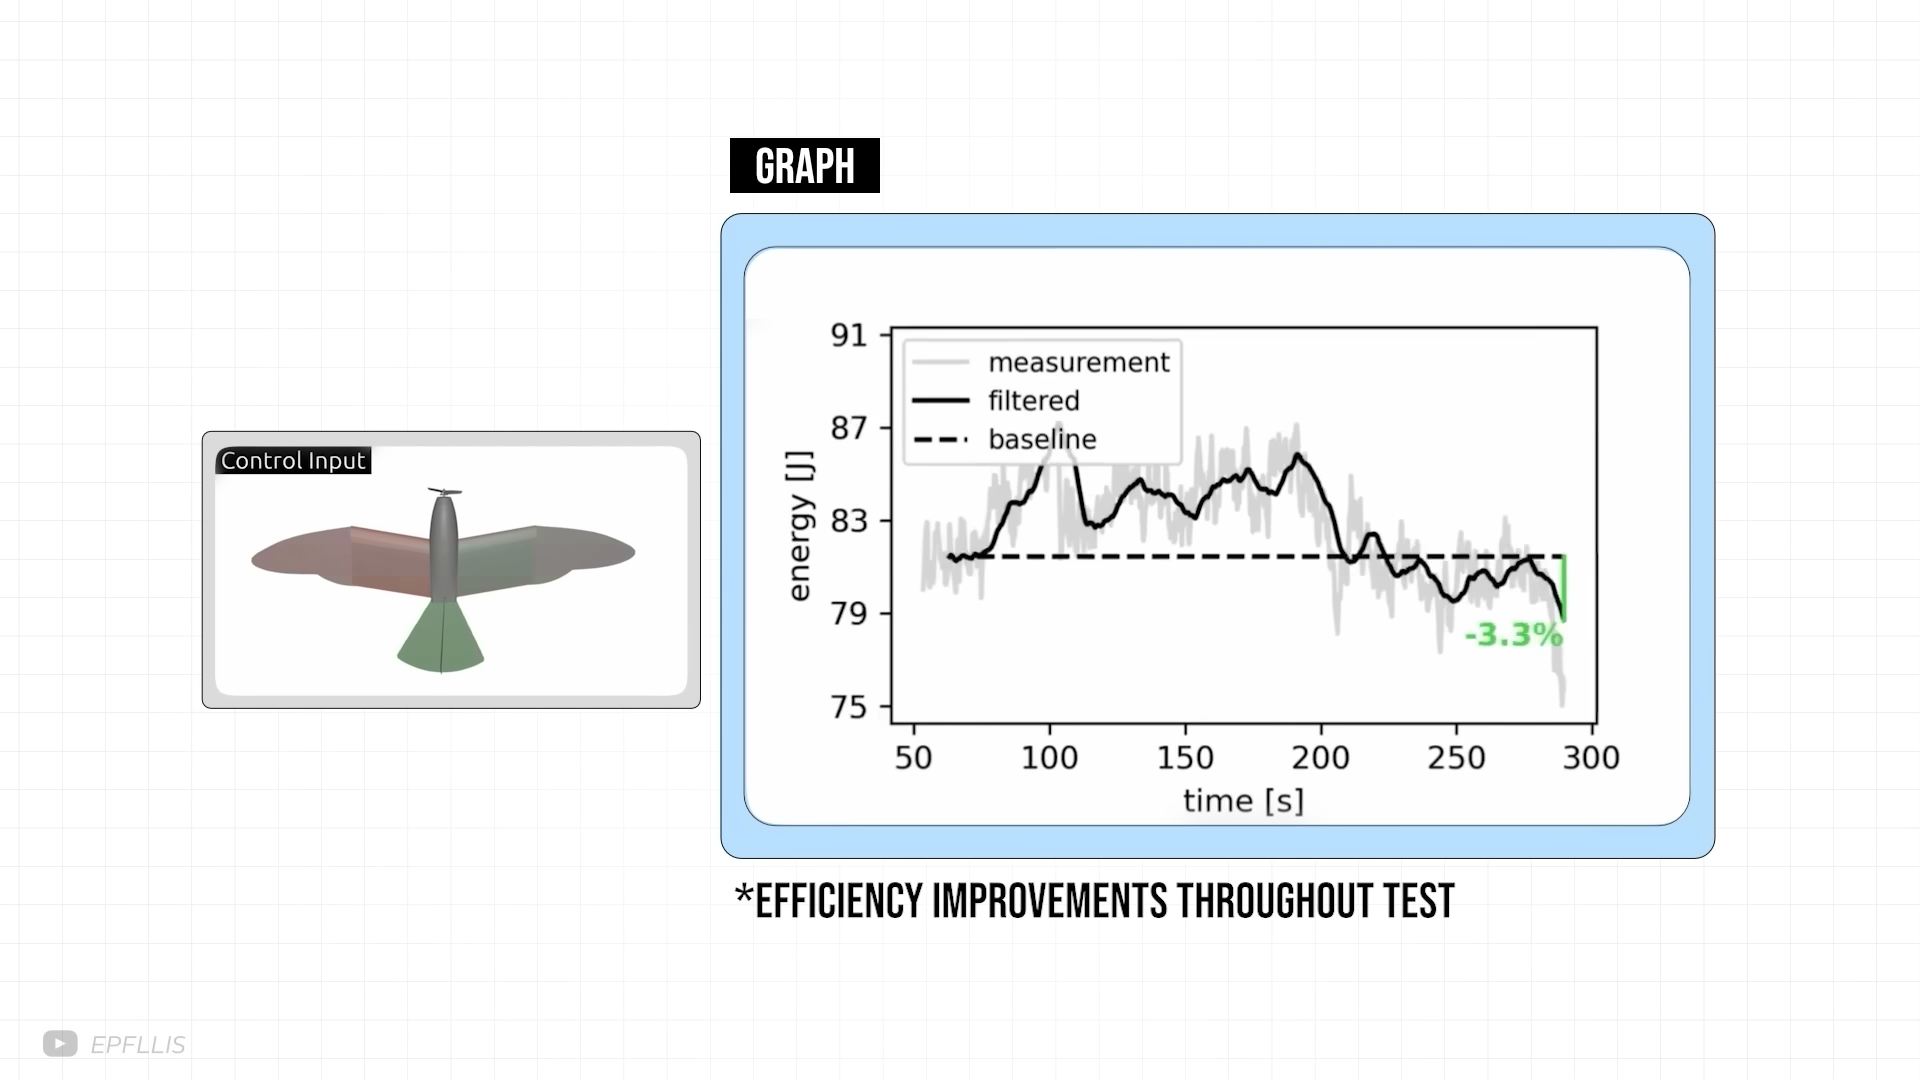 GRAPH
Control Input
measurement
filtered
baseline
91
87
83
79
75
energy [J]
-3.3%
50 100 150 200 250 300
time [s]
*EFFICIENCY IMPROVEMENTS THROUGHOUT TEST
EPFLLIS